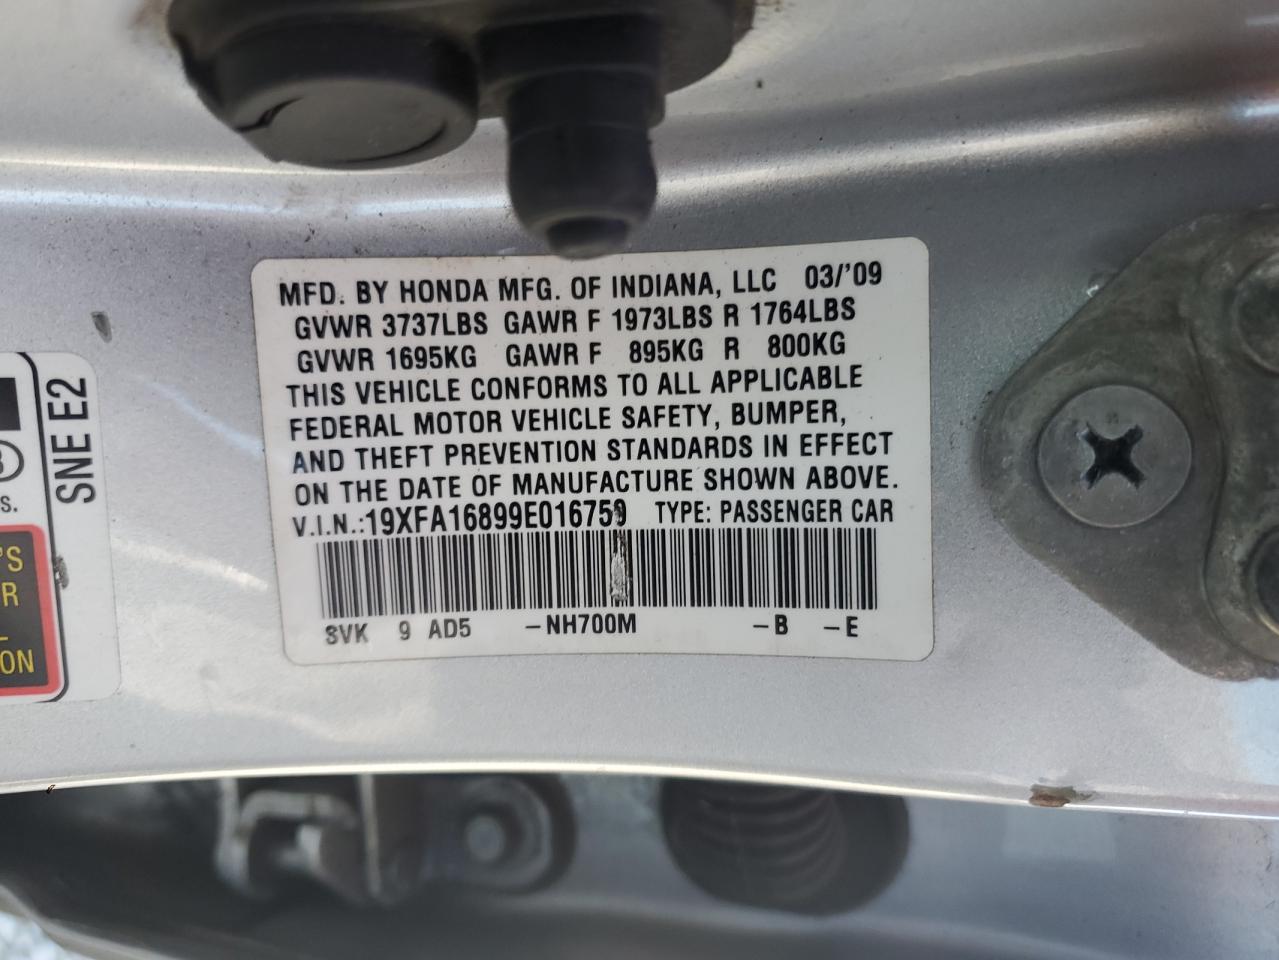 MFD. BY HONDA MFG. OF INDIANA, LLC 03/'09
GVWR 3737LBS GAWR F 1973LBS R 1764LBS
GVWR 1695KG GAWR F 895KG R 800KG
THIS VEHICLE CONFORMS TO ALL APPLICABLE
FEDERAL MOTOR VEHICLE SAFETY, BUMPER,
AND THEFT PREVENTION STANDARDS IN EFFECT
ON THE DATE OF MANUFACTURE SHOWN ABOVE.
V.I.N.:19XFA16899E016759 TYPE: PASSENGER CAR
SVK 9 AD5 -NH700M -B -E
SNE E2
S.
'S
R
ON